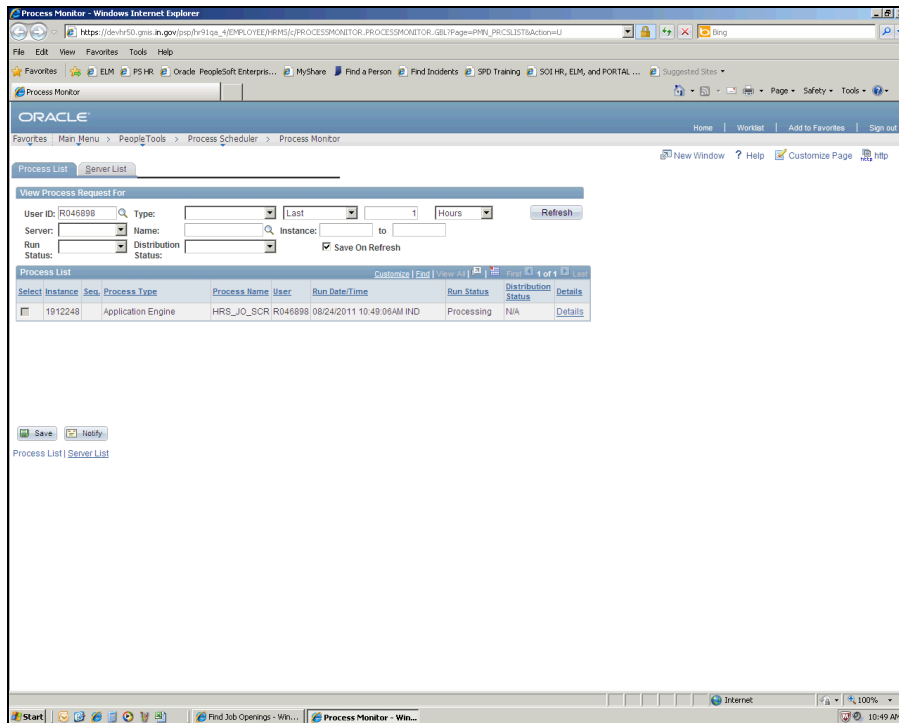 Process Monitor - Windows Internet Explorer
https://devhr50.gmis.in.gov/psp/hr91qa_4/EMPLOYEE/HRMS/c/PROCESSMONITOR.PROCESSMONITOR.GBL?Page=PMN_PRCSLIST&Action=U
Bing
File Edit View Favorites Tools Help
Favorites ELM PS HR Oracle PeopleSoft Enterpris... MyShare Find a Person Find Incidents SPD Training SOI HR, ELM, and PORTAL ... Suggested Sites
Process Monitor
Page Safety Tools
ORACLE
Home | Worklist | Add to Favorites | Sign out
Favorites | Main Menu > PeopleTools > Process Scheduler > Process Monitor
New Window ? Help Customize Page http
Process List Server List
View Process Request For
User ID: R046898 Type: Last 1 Hours Refresh
Server: Name: Instance: to
Run Status: Distribution Status: Save On Refresh
Process List Customize | Find | View All | First 1 of 1 Last
Select Instance Seq. Process Type Process Name User Run Date/Time Run Status Distribution Status Details
1912248 Application Engine HRS_JO_SCR R046898 08/24/2011 10:49:06AM IND Processing N/A Details
Save Notify
Process List | Server List
Internet 100%
Start Find Job Openings - Win... Process Monitor - Win... 10:49 AM